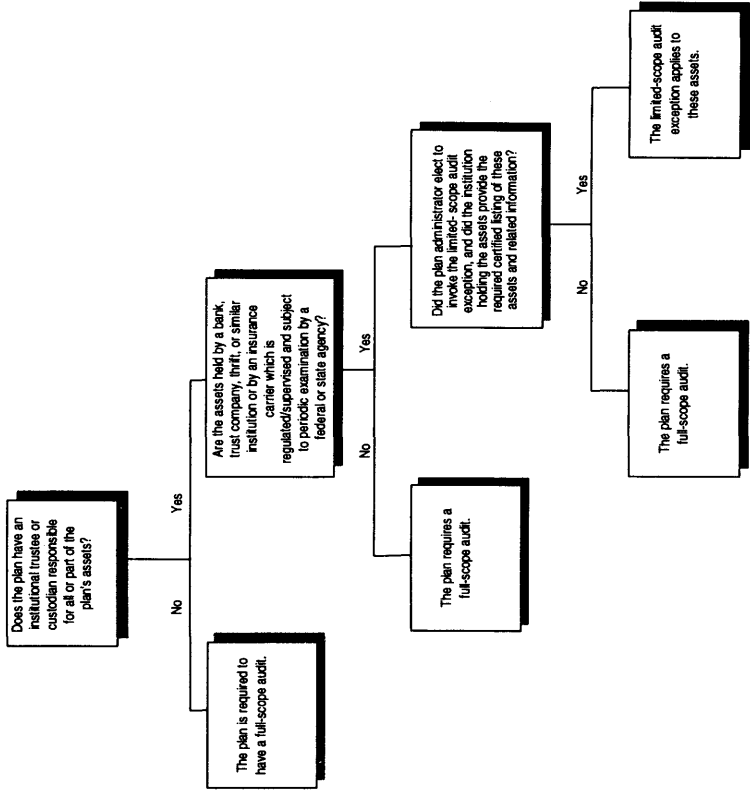 Does the plan have an
institutional trustee or
custodian responsible
for all or part of the
plan's assets?
No
Yes
The plan is required to
have a full-scope audit.
Are the assets held by a bank,
trust company, thrift, or similar
institution or by an insurance
carrier which is
regulated/supervised and subject
to periodic examination by a
federal or state agency?
No
Yes
The plan requires a
full-scope audit.
Did the plan administrator elect to
invoke the limited- scope audit
exception, and did the institution
holding the assets provide the
required certified listing of these
assets and related information?
No
Yes
The plan requires a
full-scope audit.
The limited-scope audit
exception applies to
these assets.